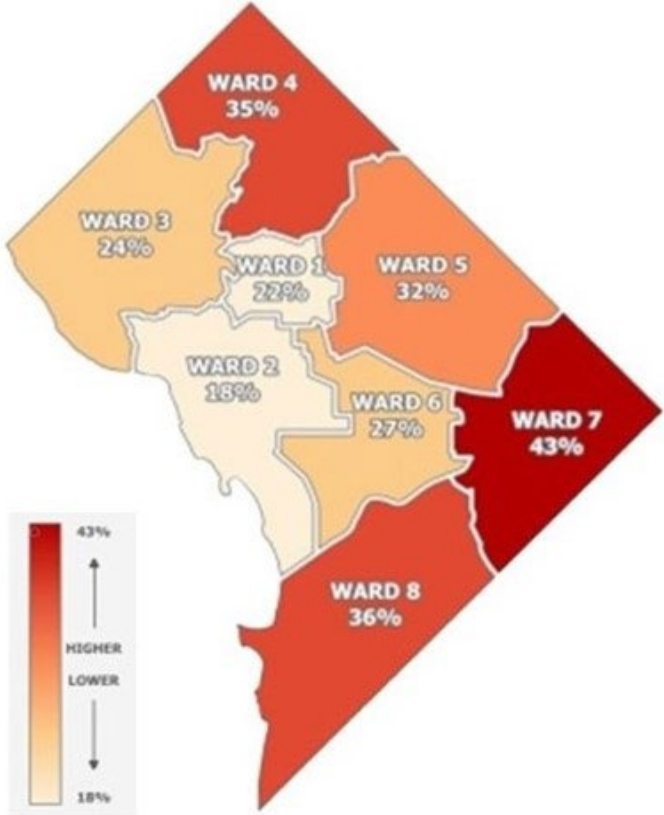 WARD 4
35%
WARD 3
24%
WARD 1
22%
WARD 5
32%
WARD 2
18%
WARD 6
27%
WARD 7
43%
WARD 8
36%
43%
HIGHER
LOWER
18%